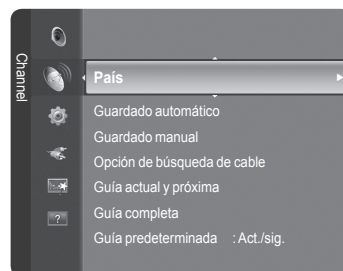 Channel
País
Guardado automático
Guardado manual
Opción de búsqueda de cable
Guía actual y próxima
Guía completa
Guía predeterminada : Act./sig.
?